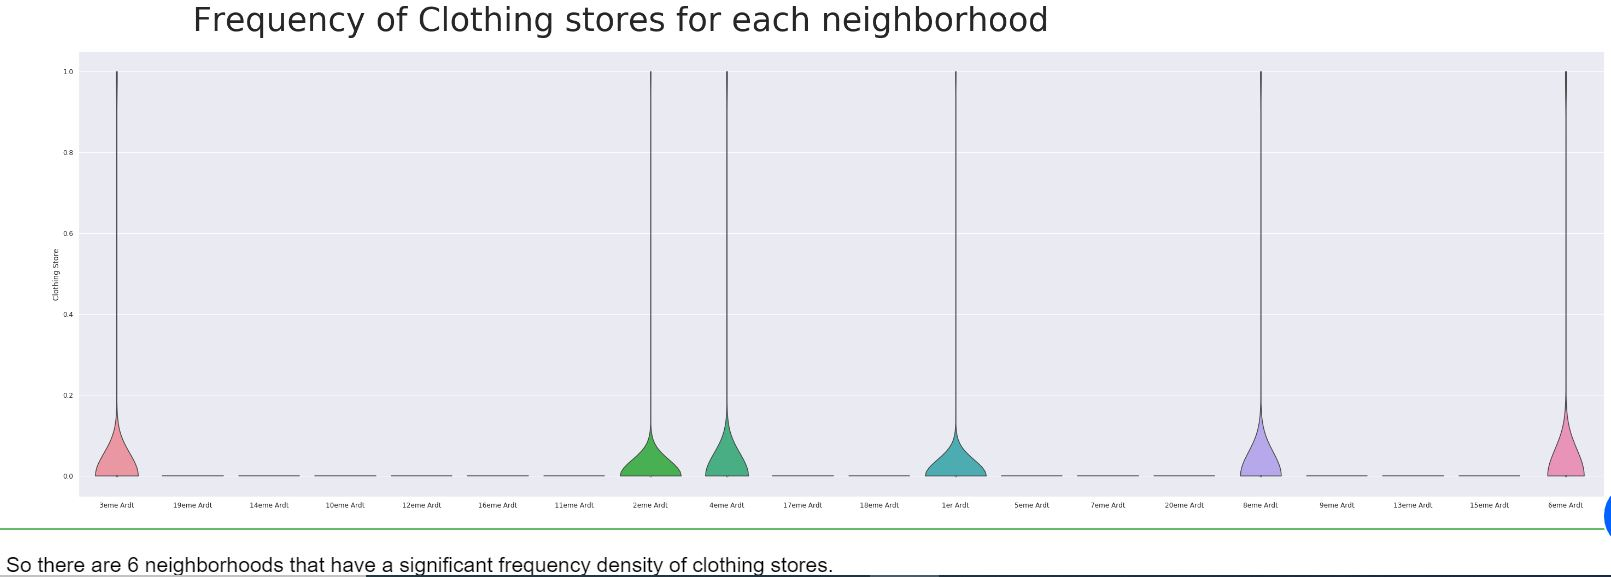 Frequency of Clothing stores for each neighborhood
1.0
0.8
0.6
0.4
0.2
0.0
Clothing Store
3eme Ardt 19eme Ardt 14eme Ardt 10eme Ardt 12eme Ardt 16eme Ardt 11eme Ardt 2eme Ardt 4eme Ardt 17eme Ardt 18eme Ardt 1er Ardt 5eme Ardt 7eme Ardt 20eme Ardt 8eme Ardt 9eme Ardt 13eme Ardt 15eme Ardt 6eme Ardt
So there are 6 neighborhoods that have a significant frequency density of clothing stores.